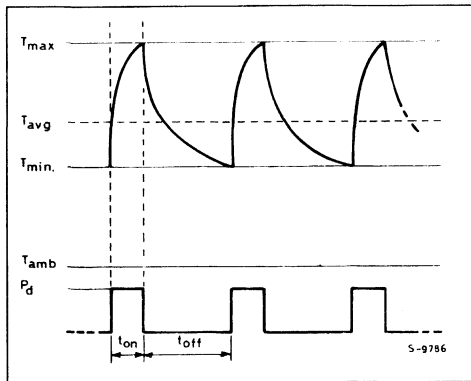 Tmax
Tavg
Tmin.
Tamb
Pd
ton
toff
S-9786